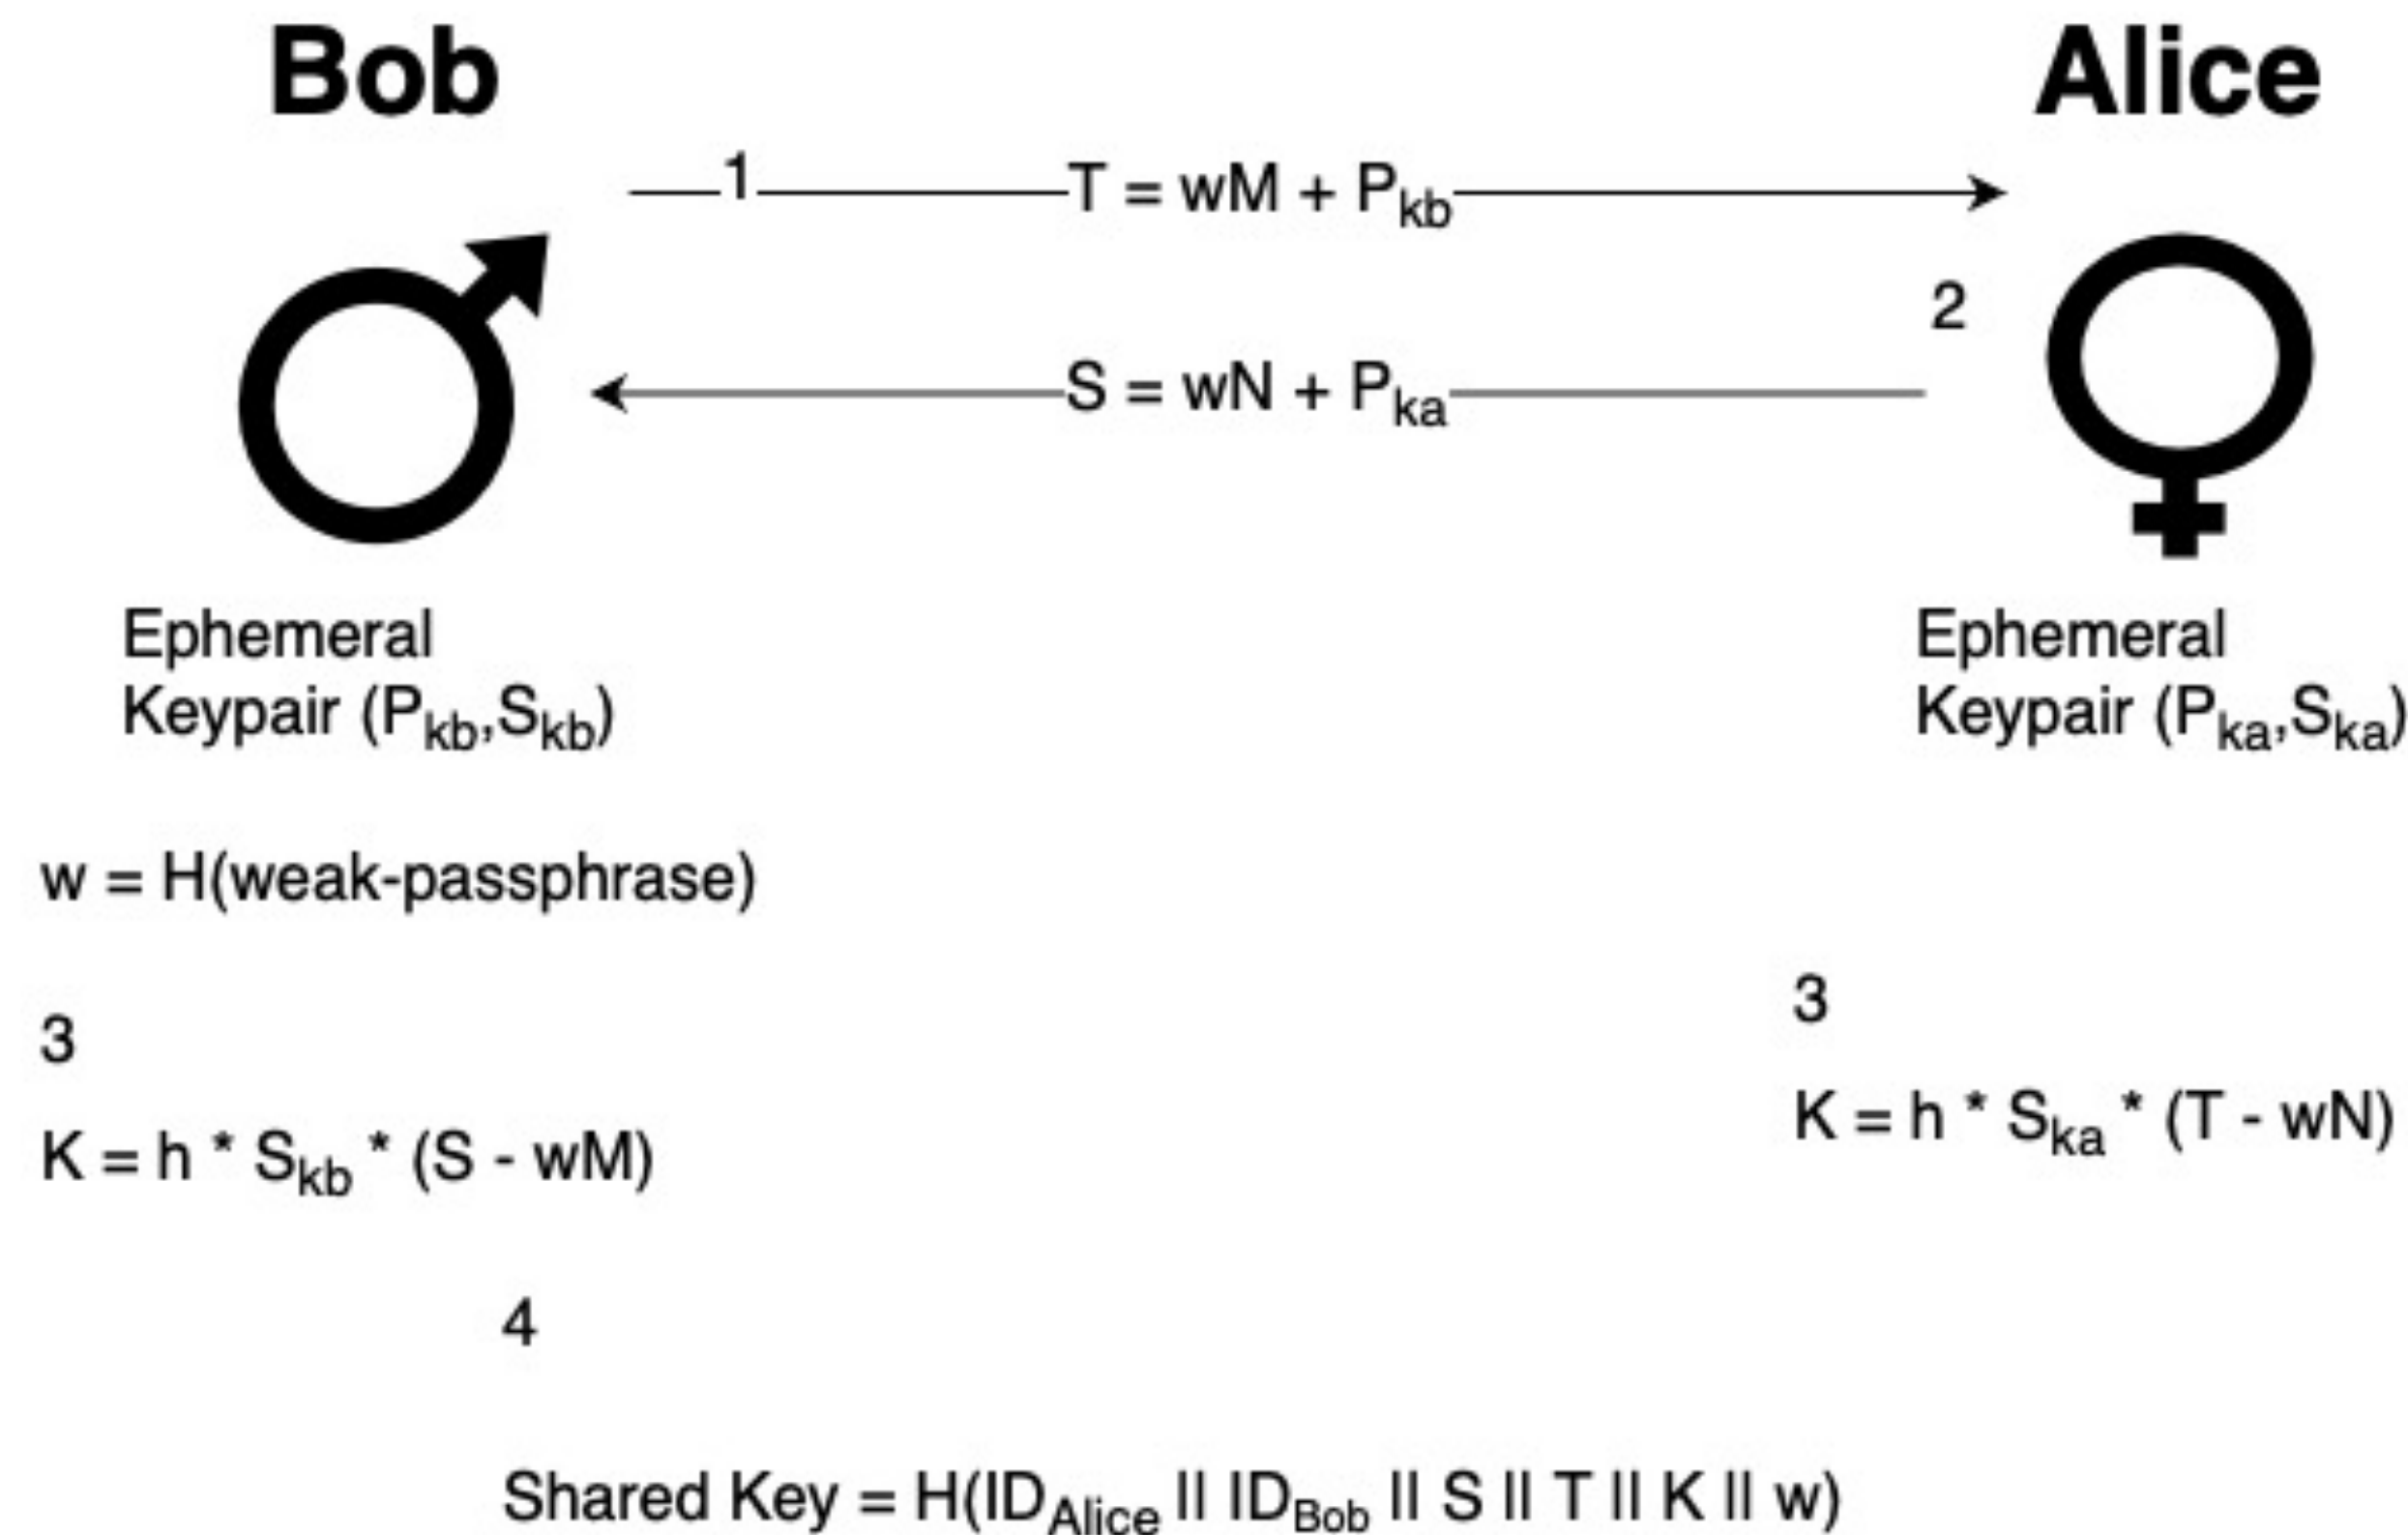 Bob
Alice
1
T = wM + Pkb
2
S = wN + Pka
Ephemeral
Keypair (Pkb,Skb)
Ephemeral
Keypair (Pka,Ska)
w = H(weak-passphrase)
3
K = h * Skb * (S - wM)
3
K = h * Ska * (T - wN)
4
Shared Key = H(IDAlice || IDBob || S || T || K || w)